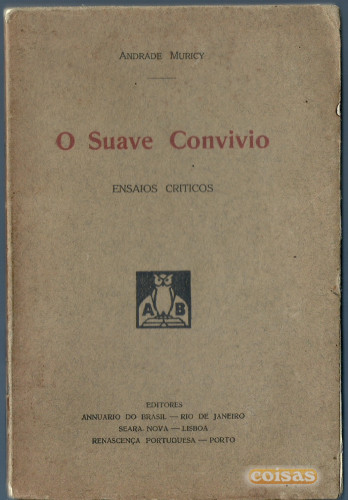 ANDRADE MURICY
O Suave Convivio
ENSAIOS CRITICOS
A B
EDITORES
ANNUARIO DO BRASIL — RIO DE JANEIRO
SEARA NOVA — LISBOA
RENASCENÇA PORTUGUESA — PORTO
coisas